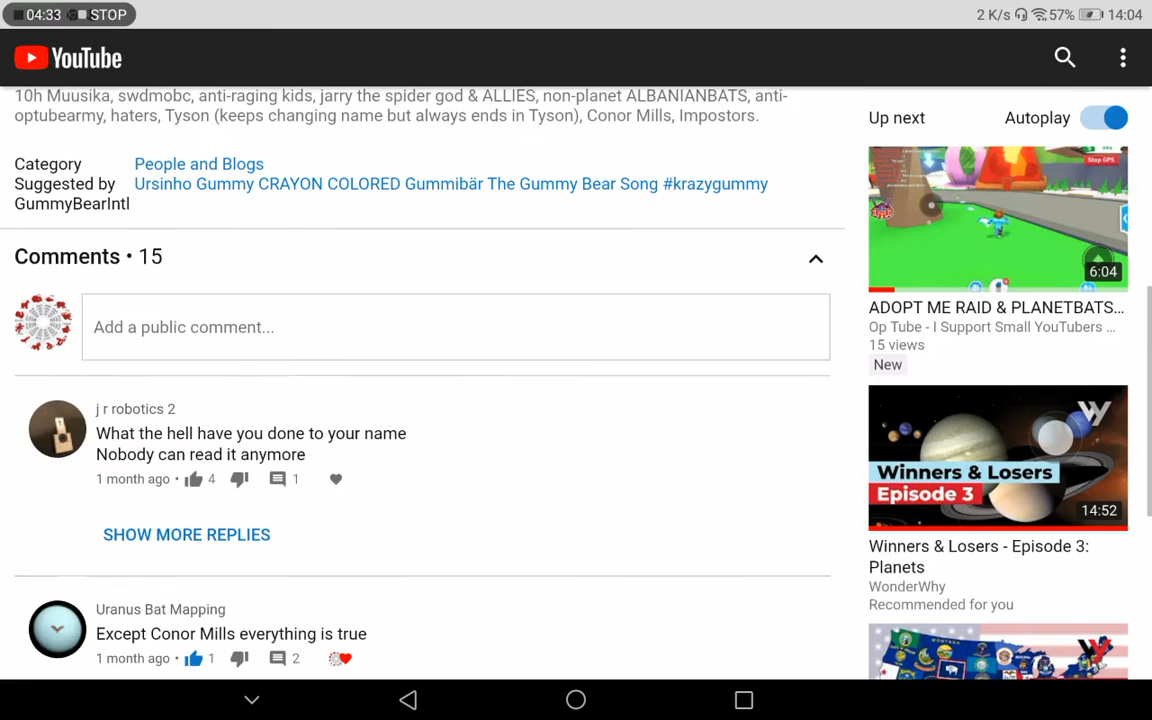 04:33 STOP
2 K/s 57% 14:04
YouTube
10h Muusika, swdmobc, anti-raging kids, jarry the spider god & ALLIES, non-planet ALBANIANBATS, anti-
optubearmy, haters, Tyson (keeps changing name but always ends in Tyson), Conor Mills, Impostors.
Category People and Blogs
Suggested by Ursinho Gummy CRAYON COLORED Gummibär The Gummy Bear Song #krazygummy
GummyBearIntl
Comments • 15
Add a public comment...
j r robotics 2
What the hell have you done to your name
Nobody can read it anymore
1 month ago • 4 1
SHOW MORE REPLIES
Uranus Bat Mapping
Except Conor Mills everything is true
1 month ago • 1 2
Up next Autoplay
Stop GPS
6:04
ADOPT ME RAID & PLANETBATS...
Op Tube - I Support Small YouTubers ...
15 views
New
Winners & Losers
Episode 3
14:52
Winners & Losers - Episode 3:
Planets
WonderWhy
Recommended for you